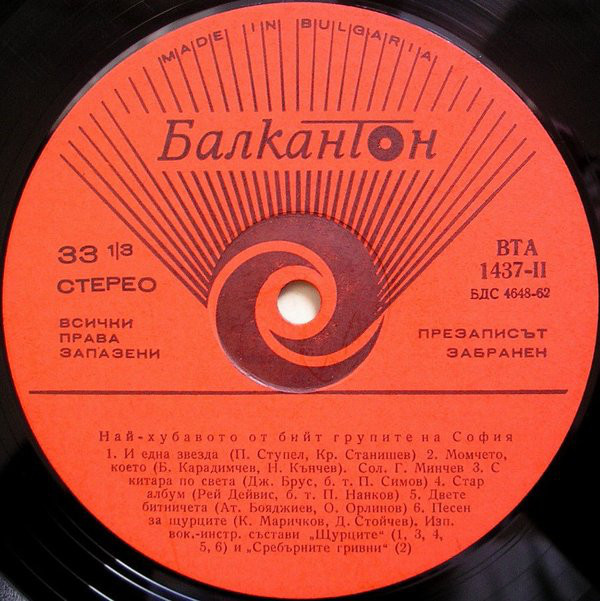 MADE IN BULGARIA
Балкантон
33 1/3
СТЕРЕО
ВТА
1437-II
БДС 4648-62
ВСИЧКИ
ПРАВА
ЗАПАЗЕНИ
ПРЕЗАПИСЪТ
ЗАБРАНЕН
Най-хубавото от бийт групите на София
1. И една звезда (П. Ступел, Кр. Станишев) 2. Момчето,
което (Б. Карадимчев, Н. Кънчев). Сол. Г. Минчев 3. С
китара по света (Дж. Брус, б. т. П. Симов) 4. Стар
албум (Рей Дейвис, б. т. П. Нанков) 5. Двете
битничета (Ат. Бояджиев, О. Орлинов) 6. Песен
за щурците (К. Маричков, Д. Стойчев). Изп.
вок.-инстр. състави „Щурците" (1, 3, 4,
5, 6) и „Сребърните гривни" (2)